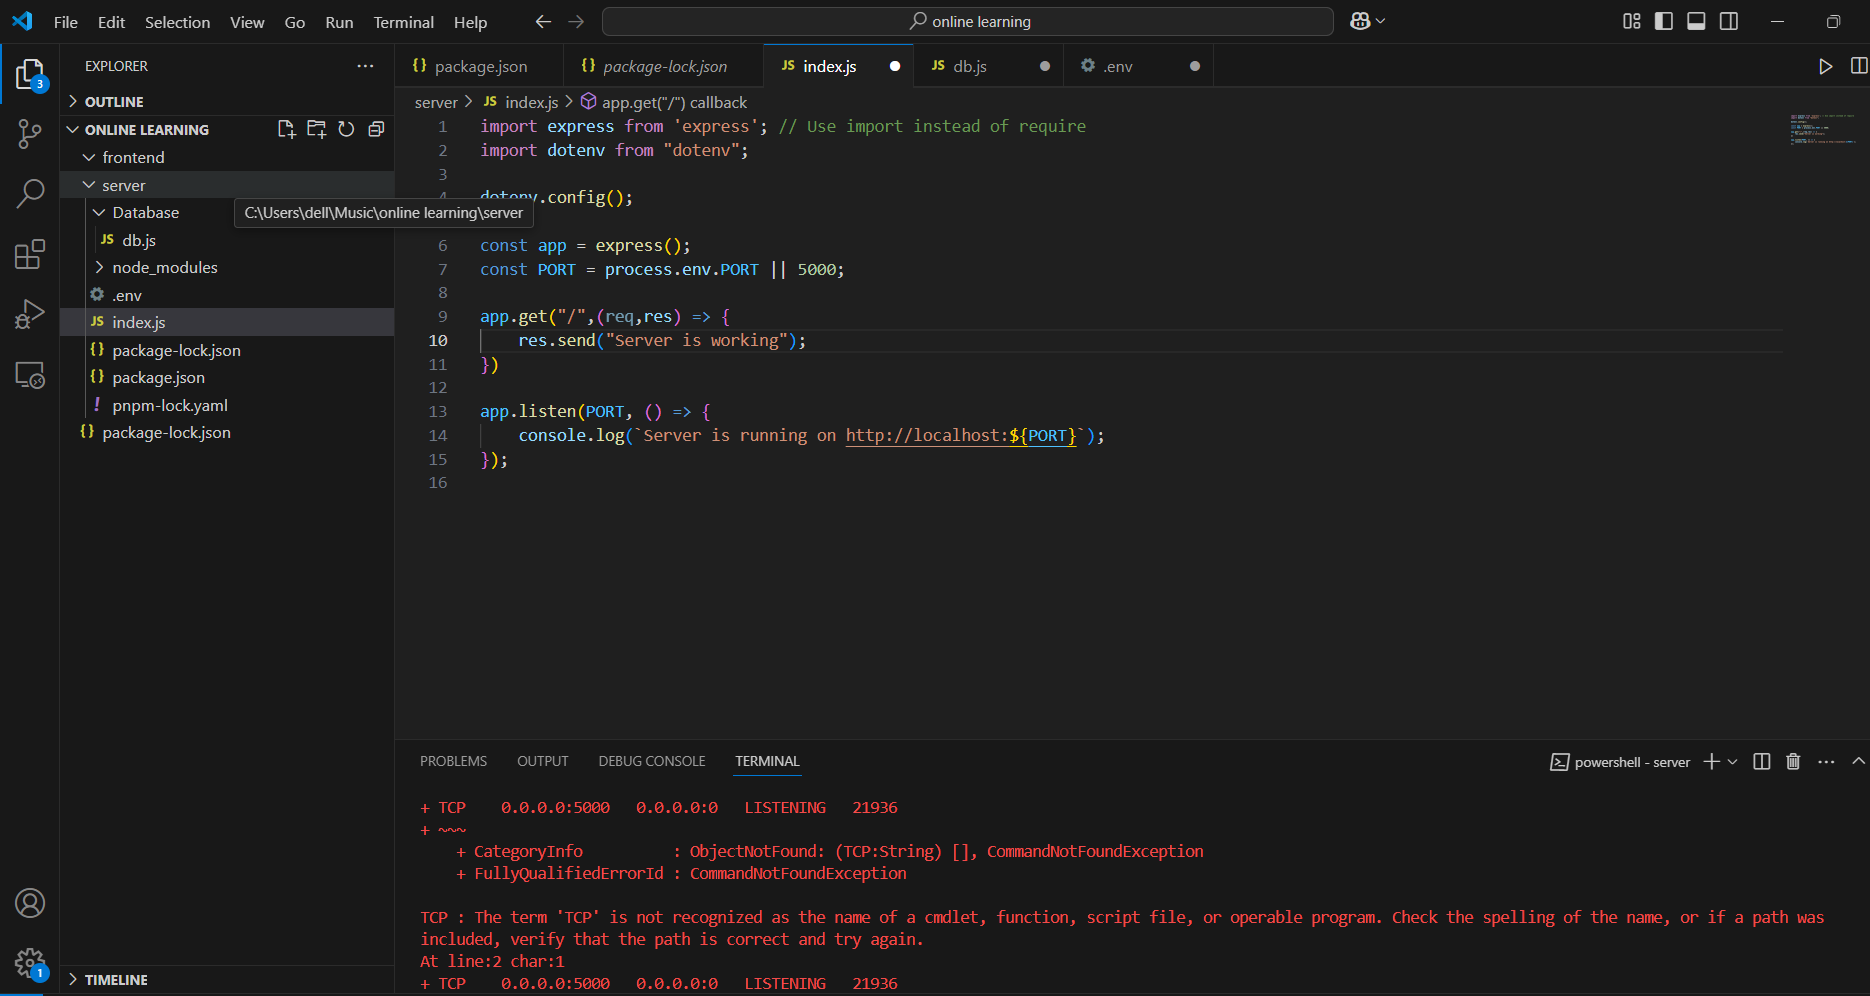 File Edit Selection View Go Run Terminal Help
online learning
EXPLORER
3
OUTLINE
ONLINE LEARNING
frontend
server
Database
C:\Users\dell\Music\online learning\server
JS db.js
node_modules
.env
JS index.js
{} package-lock.json
{} package.json
! pnpm-lock.yaml
{} package-lock.json
TIMELINE
1
{} package.json
{} package-lock.json
JS index.js
JS db.js
.env
server > JS index.js > app.get("/") callback
1 import express from 'express'; // Use import instead of require
2 import dotenv from "dotenv";
3
4 dotenv.config();
6 const app = express();
7 const PORT = process.env.PORT || 5000;
8
9 app.get("/",(req,res) => {
10 res.send("Server is working");
11 })
12
13 app.listen(PORT, () => {
14 console.log(`Server is running on http://localhost:${PORT}`);
15 });
16
PROBLEMS OUTPUT DEBUG CONSOLE TERMINAL
powershell - server
+ TCP    0.0.0.0:5000   0.0.0.0:0   LISTENING   21936
+ ~~~
+ CategoryInfo          : ObjectNotFound: (TCP:String) [], CommandNotFoundException
+ FullyQualifiedErrorId : CommandNotFoundException
TCP : The term 'TCP' is not recognized as the name of a cmdlet, function, script file, or operable program. Check the spelling of the name, or if a path was
included, verify that the path is correct and try again.
At line:2 char:1
+ TCP    0.0.0.0:5000   0.0.0.0:0   LISTENING   21936